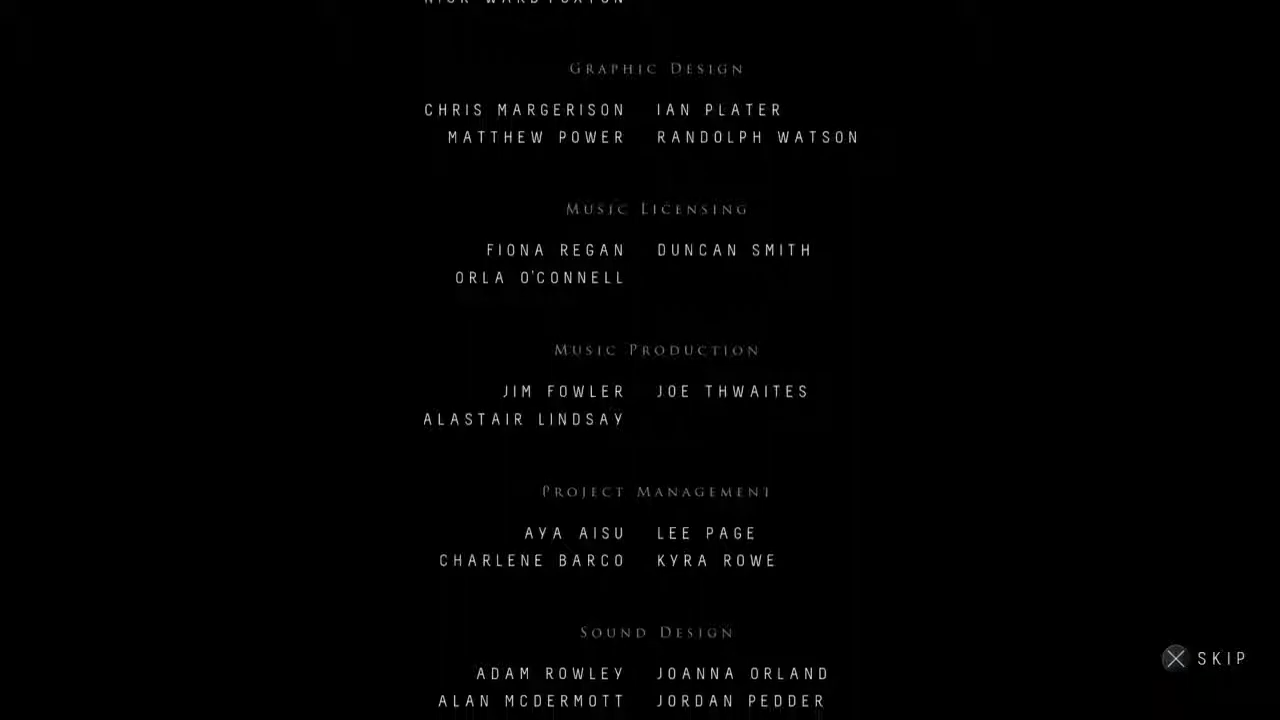 GRAPHIC DESIGN
CHRIS MARGERISON IAN PLATER
MATTHEW POWER RANDOLPH WATSON
MUSIC LICENSING
FIONA REGAN DUNCAN SMITH
ORLA O'CONNELL
MUSIC PRODUCTION
JIM FOWLER JOE THWAITES
ALASTAIR LINDSAY
PROJECT MANAGEMENT
AYA AISU LEE PAGE
CHARLENE BARCO KYRA ROWE
SOUND DESIGN
SKIP
ADAM ROWLEY JOANNA ORLAND
ALAN MCDERMOTT JORDAN PEDDER